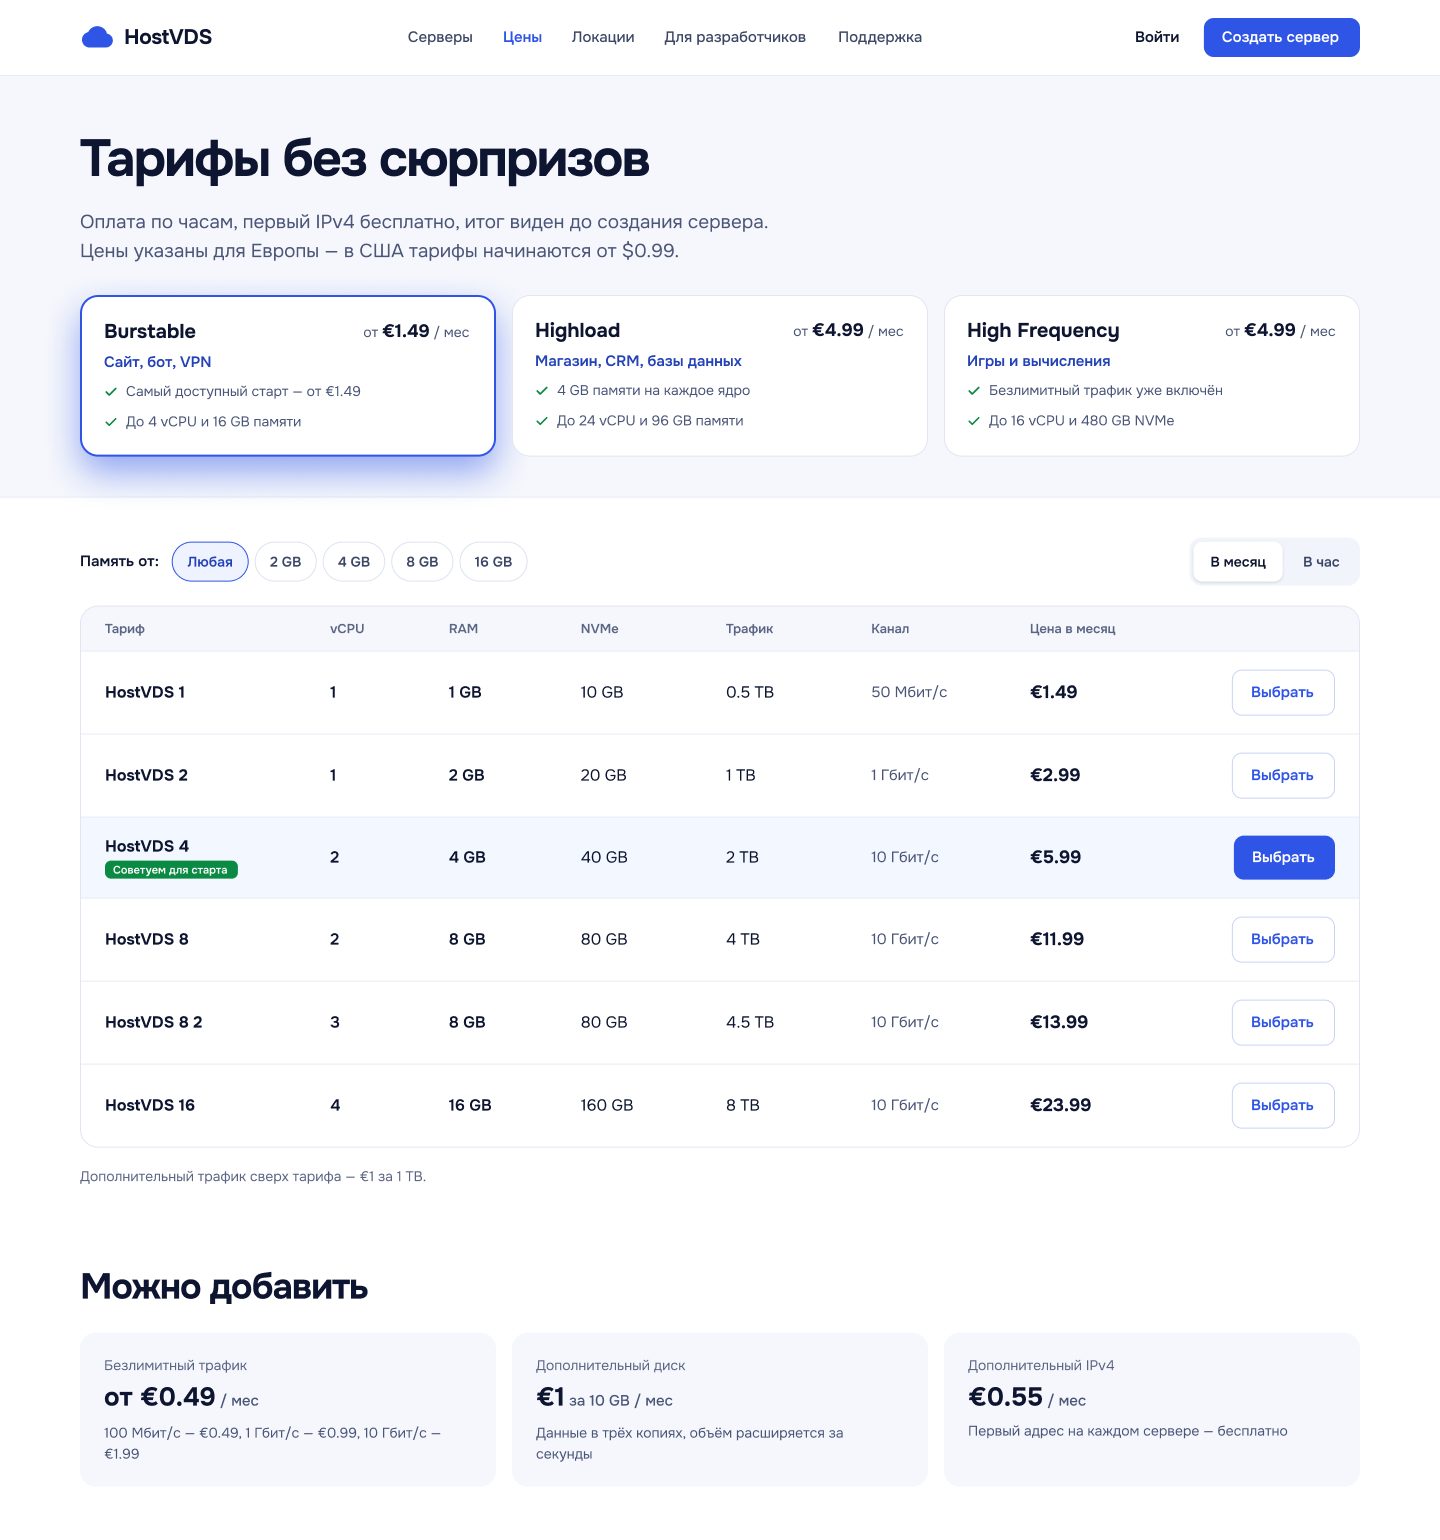 HostVDS
Серверы
Цены
Локации
Для разработчиков
Поддержка
Войти
Создать сервер
Тарифы без сюрпризов
Оплата по часам, первый IPv4 бесплатно, итог виден до создания сервера.
Цены указаны для Европы — в США тарифы начинаются от $0.99.
Burstable
от €1.49 / мес
Сайт, бот, VPN
Самый доступный старт — от €1.49
До 4 vCPU и 16 GB памяти
Highload
от €4.99 / мес
Магазин, CRM, базы данных
4 GB памяти на каждое ядро
До 24 vCPU и 96 GB памяти
High Frequency
от €4.99 / мес
Игры и вычисления
Безлимитный трафик уже включён
До 16 vCPU и 480 GB NVMe
Память от:
Любая
2 GB
4 GB
8 GB
16 GB
В месяц
В час
Тариф vCPU RAM NVMe Трафик Канал Цена в месяц
HostVDS 1 1 1 GB 10 GB 0.5 TB 50 Мбит/с €1.49 Выбрать
HostVDS 2 1 2 GB 20 GB 1 TB 1 Гбит/с €2.99 Выбрать
HostVDS 4 2 4 GB 40 GB 2 TB 10 Гбит/с €5.99 Выбрать
Советуем для старта
HostVDS 8 2 8 GB 80 GB 4 TB 10 Гбит/с €11.99 Выбрать
HostVDS 8 2 3 8 GB 80 GB 4.5 TB 10 Гбит/с €13.99 Выбрать
HostVDS 16 4 16 GB 160 GB 8 TB 10 Гбит/с €23.99 Выбрать
Дополнительный трафик сверх тарифа — €1 за 1 TB.
Можно добавить
Безлимитный трафик
от €0.49 / мес
100 Мбит/с — €0.49, 1 Гбит/с — €0.99, 10 Гбит/с —
€1.99
Дополнительный диск
€1 за 10 GB / мес
Данные в трёх копиях, объём расширяется за
секунды
Дополнительный IPv4
€0.55 / мес
Первый адрес на каждом сервере — бесплатно